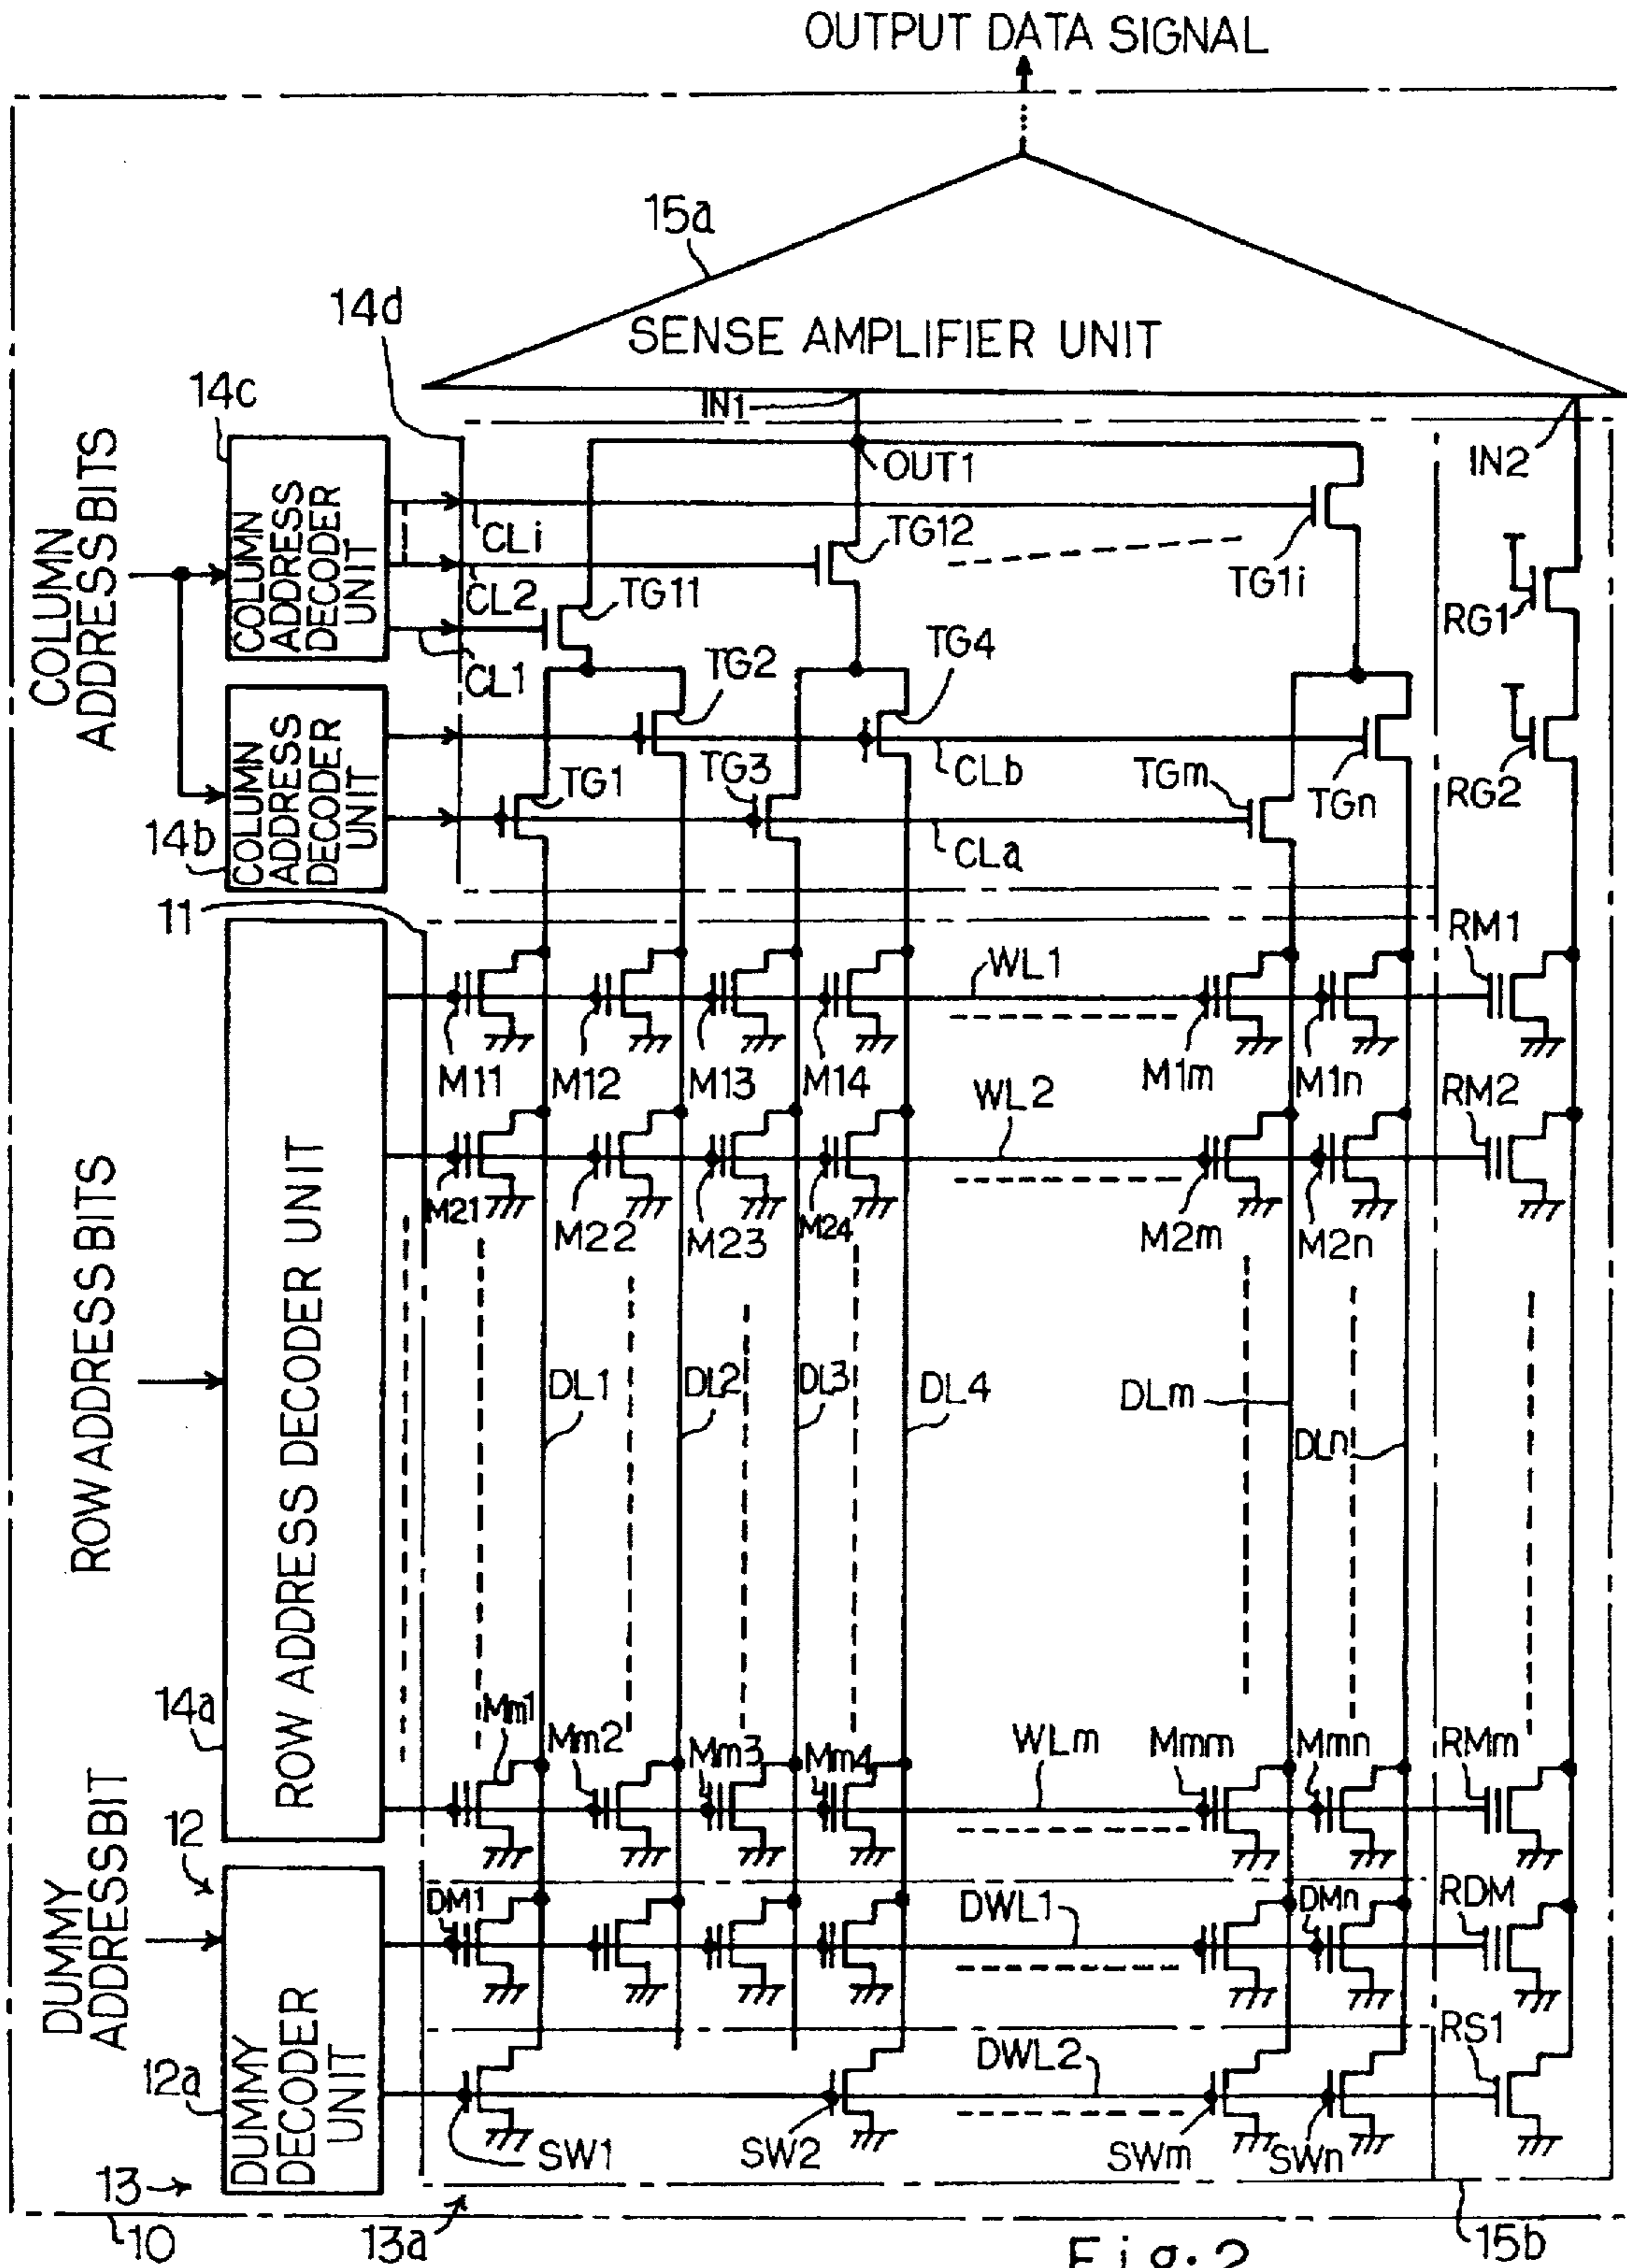 OUTPUT DATA SIGNAL
15a
14d
SENSE AMPLIFIER UNIT
14c
IN1
IN2
COLUMN
ADDRESS BITS
COLUMN
ADDRESS
DECODER
UNIT
OUT1
CLi
TG12
TG1i
CL2
TG11
RG1
CL1
TG2
TG4
COLUMN
ADDRESS
DECODER
UNIT
14b
TG1
TG3
CLb
TGm
TGn
RG2
CLa
11
RM1
WL1
M11
M12
M13
M14
M1m
M1n
WL2
RM2
M21
M22
M23
M24
M2m
M2n
ROW ADDRESS BITS
ROW ADDRESS DECODER UNIT
DL1
DL2
DL3
DL4
DLm
DLn
14a
Mm1
Mm2
Mm3
Mm4
WLm
Mmm
Mmn
RMm
12
DUMMY
ADDRESS BIT
DM1
DWL1
DMn
RDM
DUMMY
DECODER
UNIT
12a
DWL2
RS1
SW1
SW2
SWm
SWn
13
10
13a
Fig. 2
15b